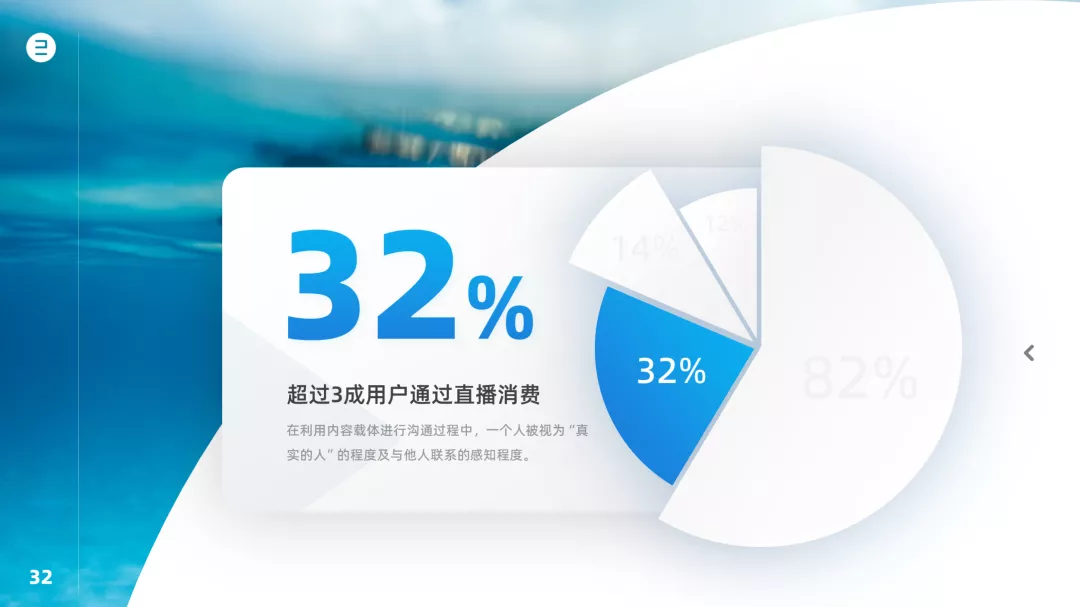 32%
超过3成用户通过直播消费
在利用内容载体进行沟通过程中，一个人被视为“真
实的人”的程度及与他人联系的感知程度。
14%
12%
32%
82%
32